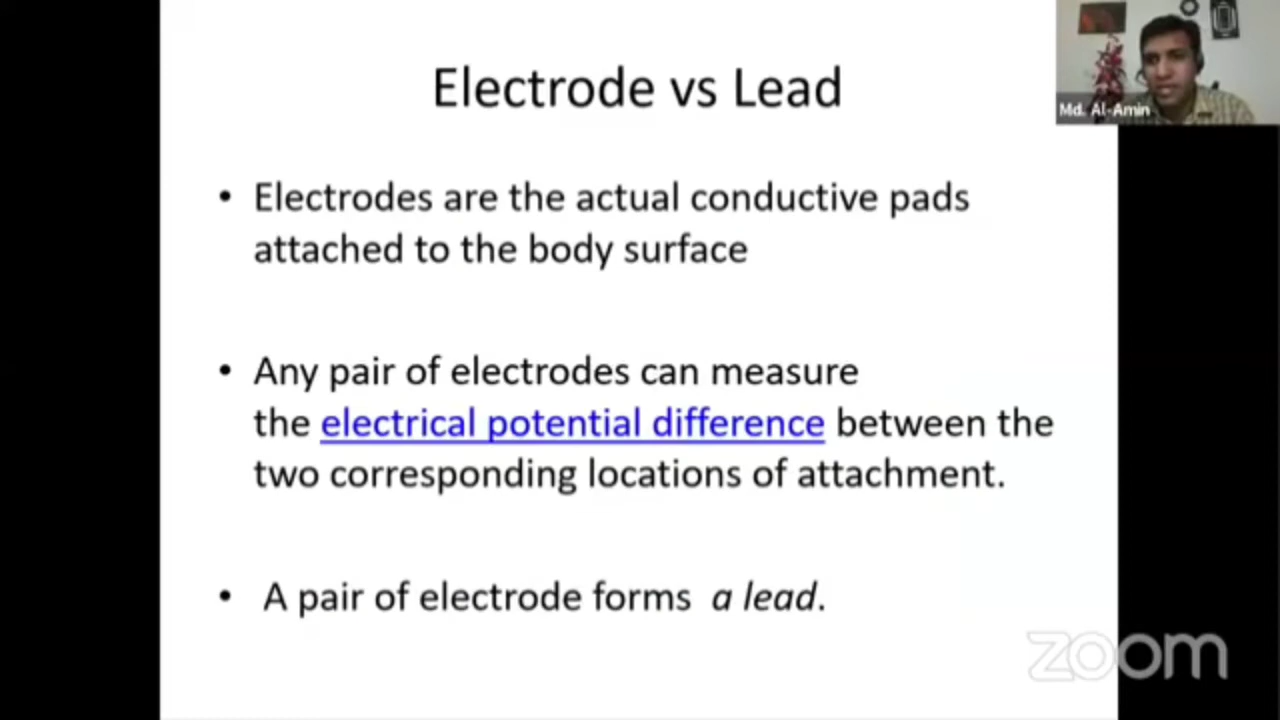 Electrode vs Lead
Md. Al-Amin
• Electrodes are the actual conductive pads
attached to the body surface
• Any pair of electrodes can measure
the electrical potential difference between the
two corresponding locations of attachment.
• A pair of electrode forms a lead.
zoom